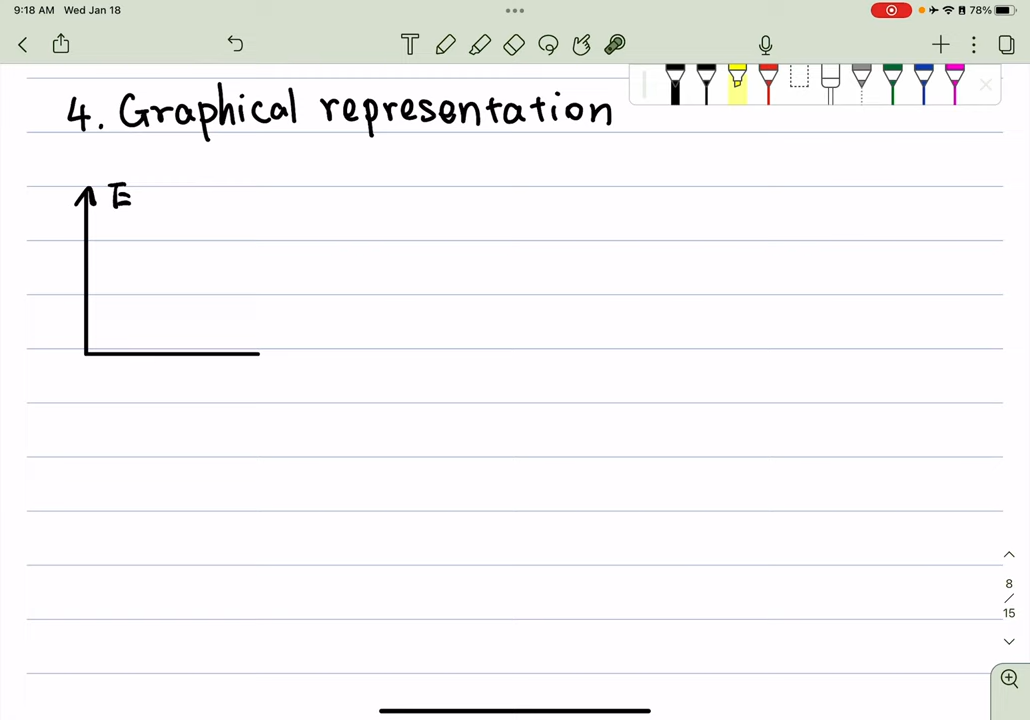 9:18 AM Wed Jan 18
78%
T
4. Graphical representation
E
8
/
15